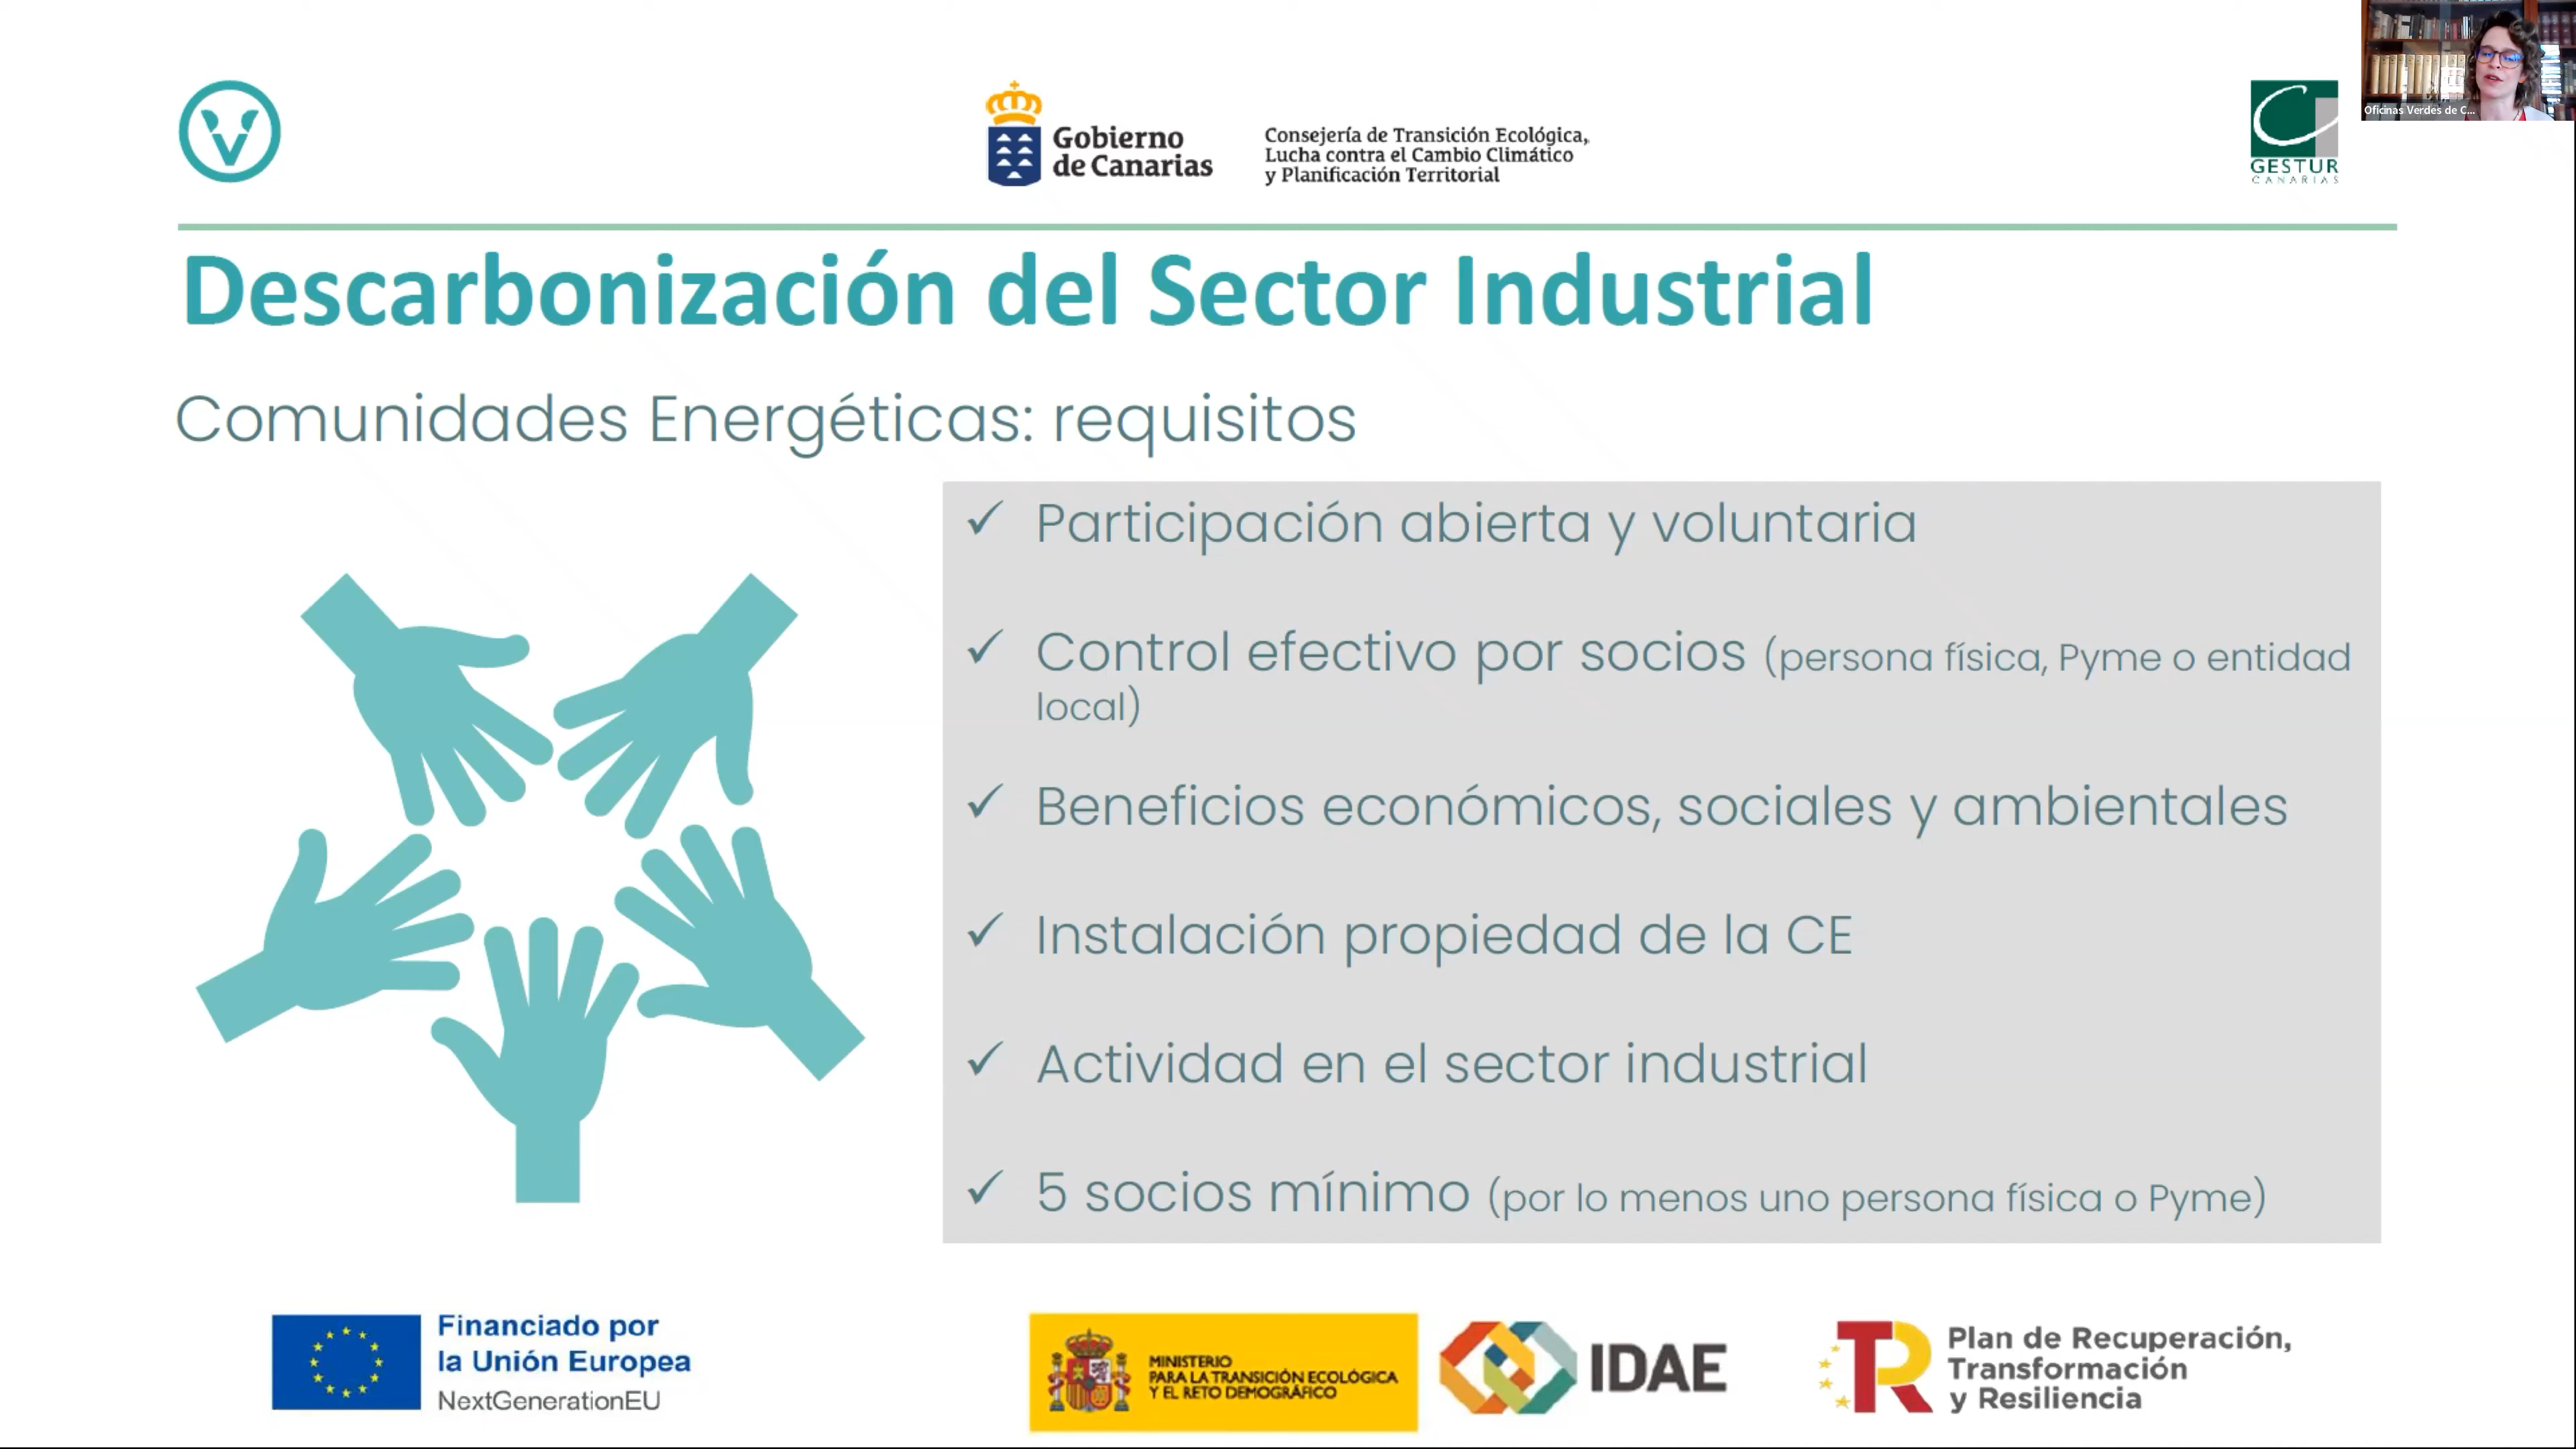 Gobierno
de Canarias
Consejería de Transición Ecológica,
Lucha contra el Cambio Climático
y Planificación Territorial
GESTUR
CANARIAS
Oficinas Verdes de C...
Descarbonización del Sector Industrial
Comunidades Energéticas: requisitos
✓ Participación abierta y voluntaria
✓ Control efectivo por socios (persona física, Pyme o entidad
local)
✓ Beneficios económicos, sociales y ambientales
✓ Instalación propiedad de la CE
✓ Actividad en el sector industrial
✓ 5 socios mínimo (por lo menos uno persona física o Pyme)
Financiado por
la Unión Europea
NextGenerationEU
MINISTERIO
PARA LA TRANSICIÓN ECOLÓGICA
Y EL RETO DEMOGRÁFICO
IDAE
TR
Plan de Recuperación,
Transformación
y Resiliencia